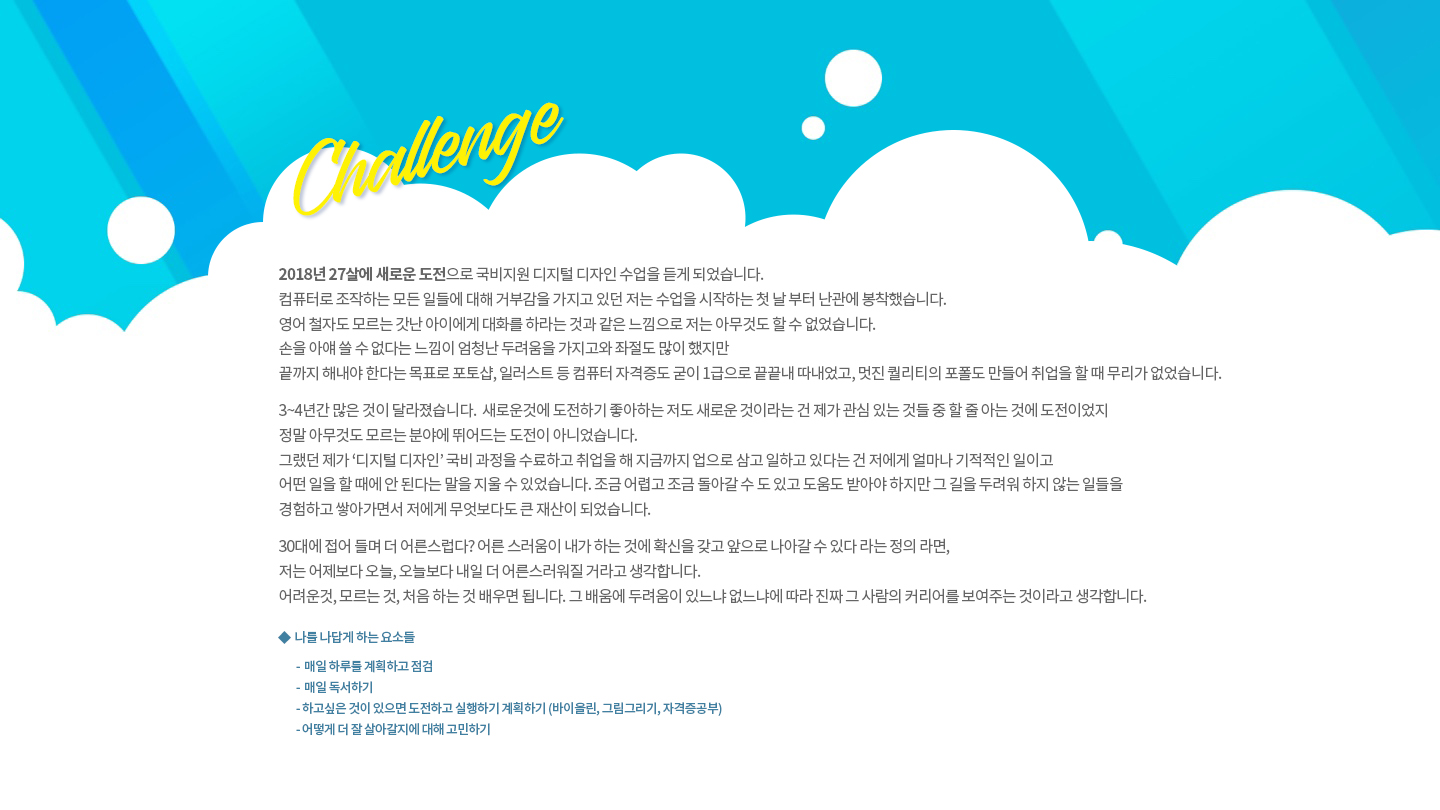 Challenge
2018년 27살에 새로운 도전으로 국비지원 디지털 디자인 수업을 듣게 되었습니다.
컴퓨터로 조작하는 모든 일들에 대해 거부감을 가지고 있던 저는 수업을 시작하는 첫 날 부터 난관에 봉착했습니다.
영어 철자도 모르는 갓난 아이에게 대화를 하라는 것과 같은 느낌으로 저는 아무것도 할 수 없었습니다.
손을 아얘 쓸 수 없다는 느낌이 엄청난 두려움을 가지고와 좌절도 많이 했지만
끝까지 해내야 한다는 목표로 포토샵, 일러스트 등 컴퓨터 자격증도 굳이 1급으로 끝끝내 따내었고, 멋진 퀄리티의 포폴도 만들어 취업을 할 때 무리가 없었습니다.
3~4년간 많은 것이 달라졌습니다. 새로운것에 도전하기 좋아하는 저도 새로운 것이라는 건 제가 관심 있는 것들 중 할 줄 아는 것에 도전이었지
정말 아무것도 모르는 분야에 뛰어드는 도전이 아니었습니다.
그랬던 제가 ‘디지털 디자인’ 국비 과정을 수료하고 취업을 해 지금까지 업으로 삼고 일하고 있다는 건 저에게 얼마나 기적적인 일이고
어떤 일을 할 때에 안 된다는 말을 지울 수 있었습니다. 조금 어렵고 조금 돌아갈 수 도 있고 도움도 받아야 하지만 그 길을 두려워 하지 않는 일들을
경험하고 쌓아가면서 저에게 무엇보다도 큰 재산이 되었습니다.
30대에 접어 들며 더 어른스럽다? 어른 스러움이 내가 하는 것에 확신을 갖고 앞으로 나아갈 수 있다 라는 정의 라면,
저는 어제보다 오늘, 오늘보다 내일 더 어른스러워질 거라고 생각합니다.
어려운것, 모르는 것, 처음 하는 것 배우면 됩니다. 그 배움에 두려움이 있느냐 없느냐에 따라 진짜 그 사람의 커리어를 보여주는 것이라고 생각합니다.
◆ 나를 나답게 하는 요소들
- 매일 하루를 계획하고 점검
- 매일 독서하기
- 하고싶은 것이 있으면 도전하고 실행하기 계획하기 (바이올린, 그림그리기, 자격증공부)
- 어떻게 더 잘 살아갈지에 대해 고민하기